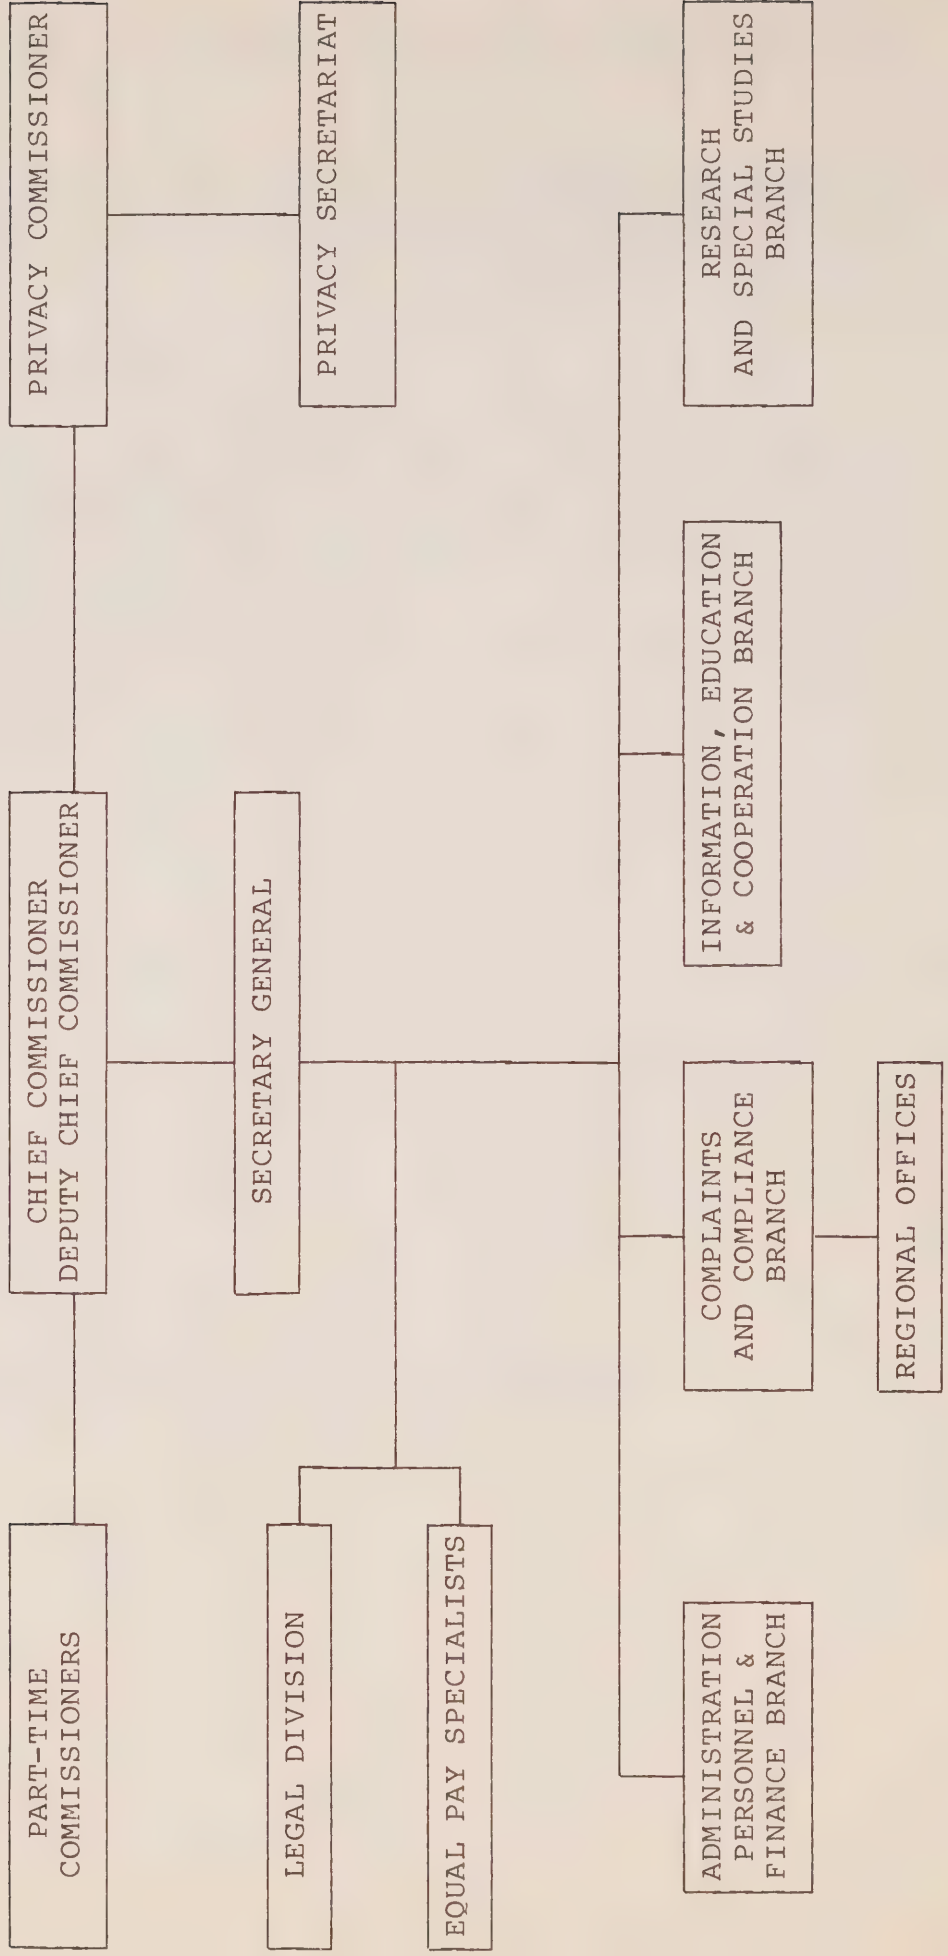 PART-TIME
COMMISSIONERS
CHIEF COMMISSIONER
DEPUTY CHIEF COMMISSIONER
PRIVACY COMMISSIONER
SECRETARY GENERAL
PRIVACY SECRETARIAT
LEGAL DIVISION
EQUAL PAY SPECIALISTS
ADMINISTRATION
PERSONNEL &
FINANCE BRANCH
COMPLAINTS
AND COMPLIANCE
BRANCH
INFORMATION, EDUCATION
& COOPERATION BRANCH
RESEARCH
AND SPECIAL STUDIES
BRANCH
REGIONAL OFFICES